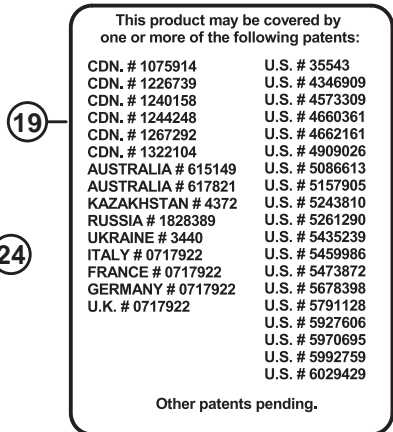 This product may be covered by
one or more of the following patents:
CDN. # 1075914
CDN. # 1226739
CDN. # 1240158
CDN. # 1244248
CDN. # 1267292
CDN. # 1322104
AUSTRALIA # 615149
AUSTRALIA # 617821
KAZAKHSTAN # 4372
RUSSIA # 1828389
UKRAINE # 3440
ITALY # 0717922
FRANCE # 0717922
GERMANY # 0717922
U.K. # 0717922
U.S. # 35543
U.S. # 4346909
U.S. # 4573309
U.S. # 4660361
U.S. # 4662161
U.S. # 4909026
U.S. # 5086613
U.S. # 5157905
U.S. # 5243810
U.S. # 5261290
U.S. # 5435239
U.S. # 5459986
U.S. # 5473872
U.S. # 5678398
U.S. # 5791128
U.S. # 5927606
U.S. # 5970695
U.S. # 5992759
U.S. # 6029429
Other patents pending.
19
24